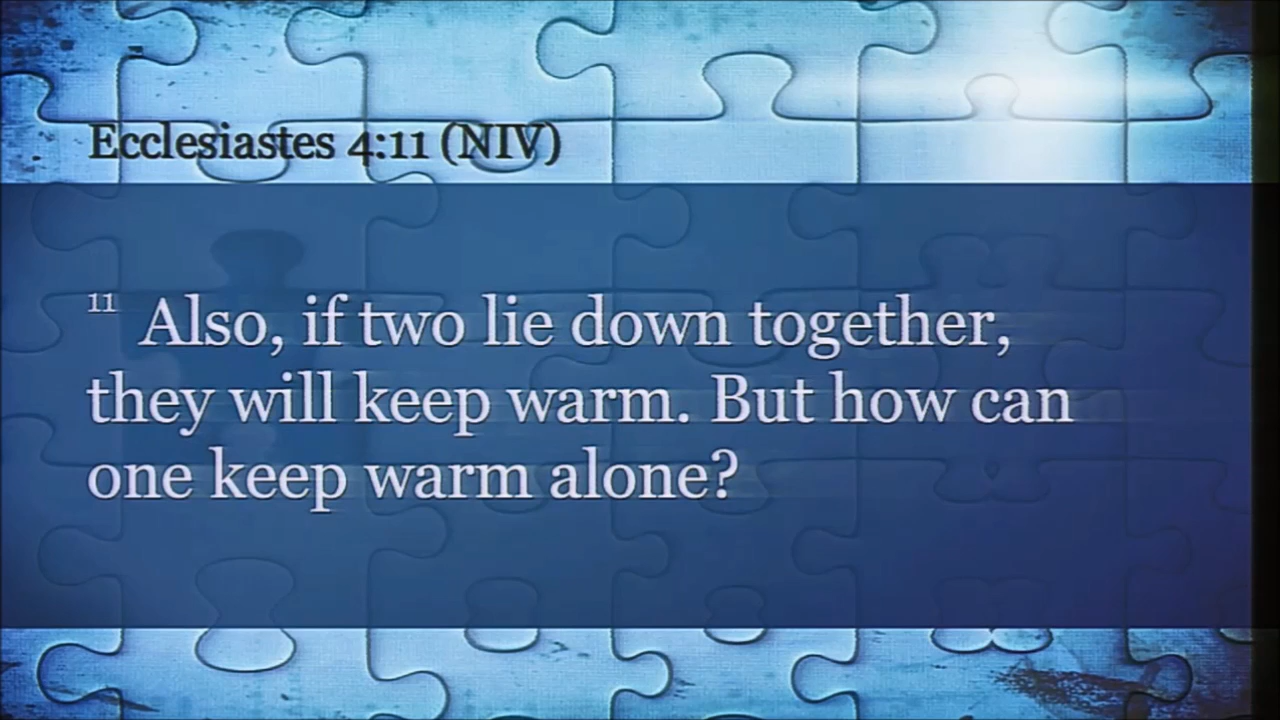 Ecclesiastes 4:11 (NIV)
11 Also, if two lie down together,
they will keep warm. But how can
one keep warm alone?